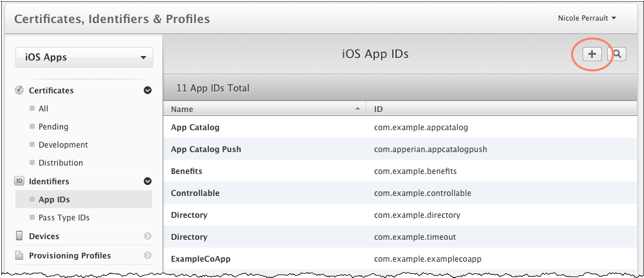 Certificates, Identifiers & Profiles
Nicole Perrault
iOS Apps
iOS App IDs
11 App IDs Total
Certificates
All
Pending
Development
Distribution
Identifiers
ID
App IDs
Pass Type IDs
Devices
Provisioning Profiles
Name ID
App Catalog com.example.appcatalog
App Catalog Push com.apperian.appcatalogpush
Benefits com.example.benefits
Controllable com.example.controllable
Directory com.example.directory
Directory com.example.timeout
ExampleCoApp com.example.examplecoapp